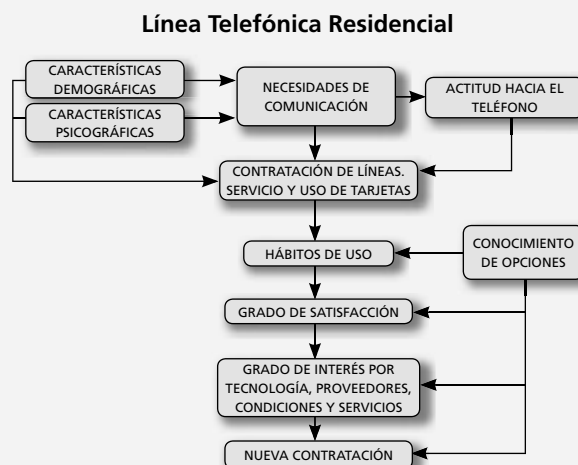 Línea Telefónica Residencial
CARACTERÍSTICAS
DEMOGRÁFICAS
NECESIDADES DE
COMUNICACIÓN
ACTITUD HACIA EL
TELÉFONO
CARACTERÍSTICAS
PSICOGRÁFICAS
CONTRATACIÓN DE LÍNEAS.
SERVICIO Y USO DE TARJETAS
HÁBITOS DE USO
CONOCIMIENTO
DE OPCIONES
GRADO DE SATISFACCIÓN
GRADO DE INTERÉS POR
TECNOLOGÍA, PROVEEDORES,
CONDICIONES Y SERVICIOS
NUEVA CONTRATACIÓN